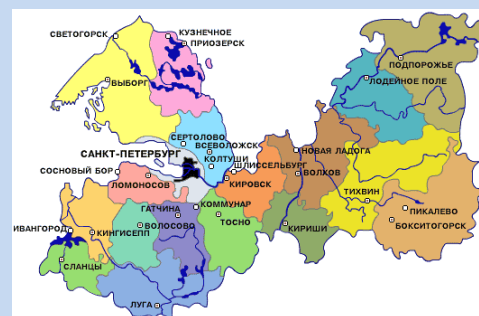 СВЕТОГОРСК
КУЗНЕЧНОЕ
ПРИОЗЕРСК
ВЫБОРГ
ПОДПОРОЖЬЕ
ЛОДЕЙНОЕ ПОЛЕ
СЕРТОЛОВО
ВСЕВОЛОЖСК
САНКТ-ПЕТЕРБУРГ
КОЛТУШИ
НОВАЯ ЛАДОГА
ШЛИССЕЛЬБУРГ
СОСНОВЫЙ БОР
ВОЛХОВ
ЛОМОНОСОВ
КИРОВСК
ТИХВИН
КОММУНАР
ГАТЧИНА
ПИКАЛЕВО
ТОСНО
БОКСИТОГОРСК
ИВАНГОРОД
КИНГИСЕПП
ВОЛОСОВО
КИРИШИ
СЛАНЦЫ
ЛУГА